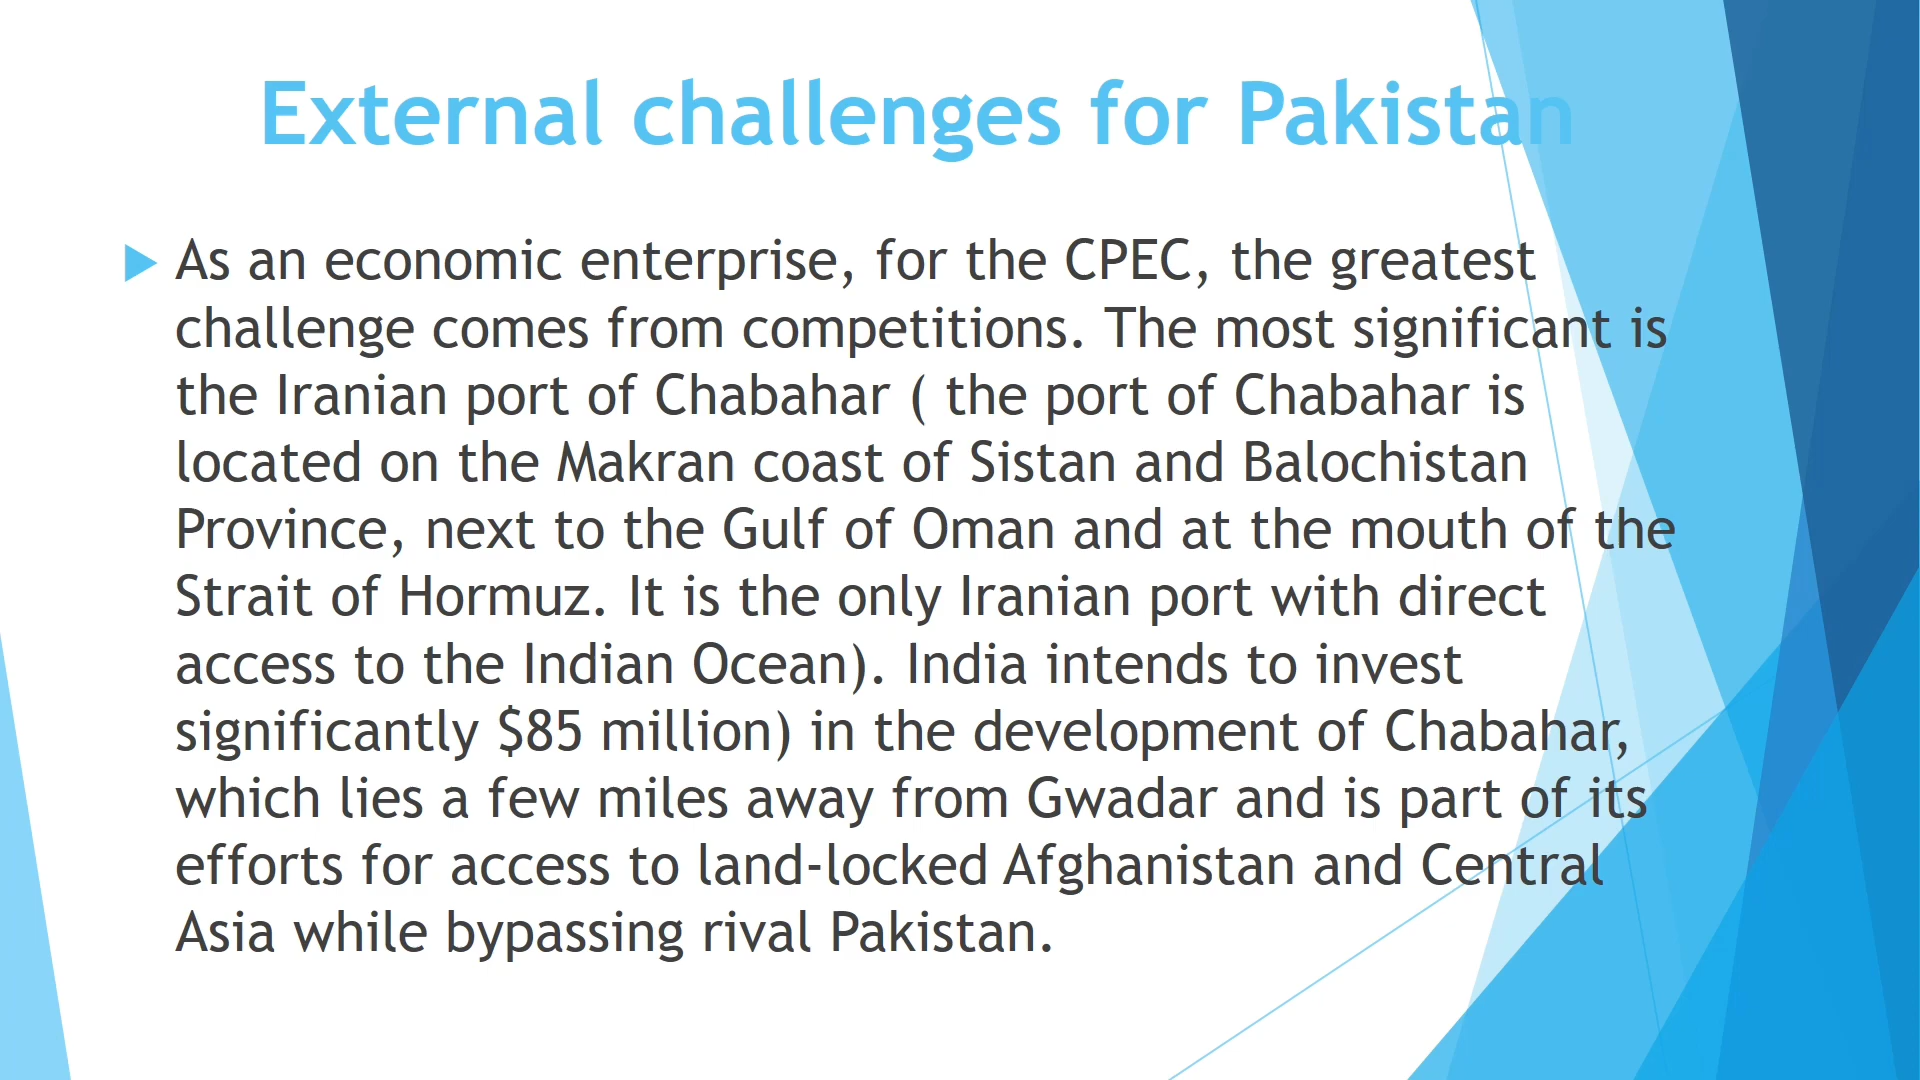 External challenges for Pakistan
As an economic enterprise, for the CPEC, the greatest
challenge comes from competitions. The most significant is
the Iranian port of Chabahar ( the port of Chabahar is
located on the Makran coast of Sistan and Balochistan
Province, next to the Gulf of Oman and at the mouth of the
Strait of Hormuz. It is the only Iranian port with direct
access to the Indian Ocean). India intends to invest
significantly $85 million) in the development of Chabahar,
which lies a few miles away from Gwadar and is part of its
efforts for access to land-locked Afghanistan and Central
Asia while bypassing rival Pakistan.